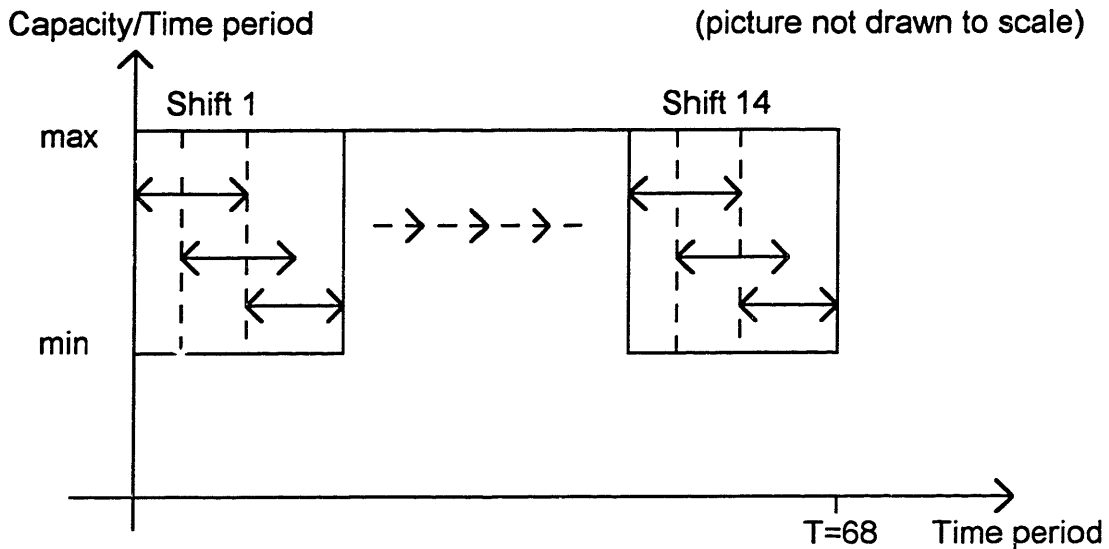 Capacity/Time period
(picture not drawn to scale)
Shift 1
Shift 14
max
min
T=68
Time period